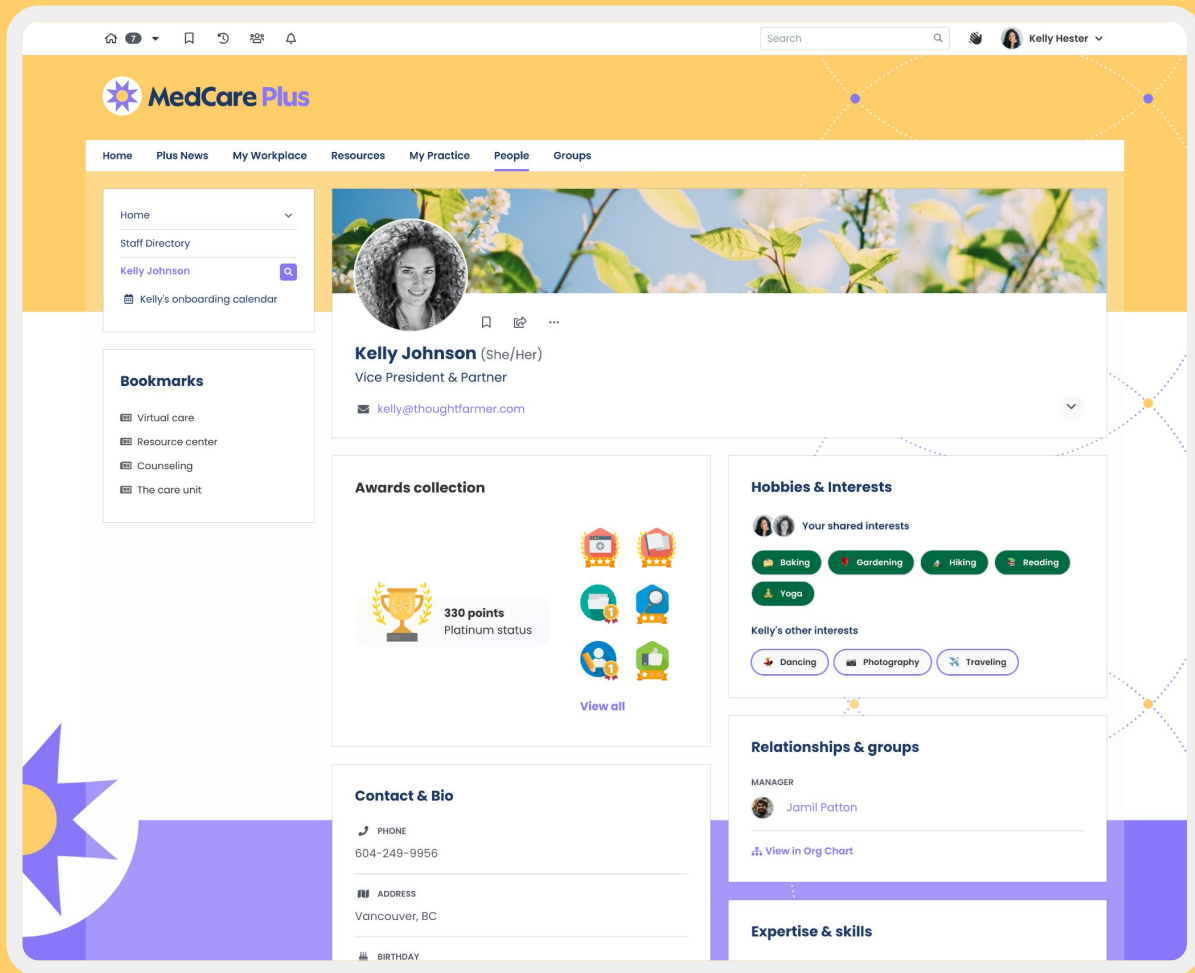 7
Search
Kelly Hester
MedCare Plus
Home Plus News My Workplace Resources My Practice People Groups
Home
Staff Directory
Kelly Johnson
Kelly's onboarding calendar
Bookmarks
Virtual care
Resource center
Counseling
The care unit
Kelly Johnson (She/Her)
Vice President & Partner
kelly@thoughtfarmer.com
Awards collection
330 points
Platinum status
1
1
View all
Contact & Bio
PHONE
604-249-9956
ADDRESS
Vancouver, BC
BIRTHDAY
Hobbies & Interests
Your shared interests
Baking Gardening Hiking Reading
Yoga
Kelly's other interests
Dancing Photography Traveling
Relationships & groups
MANAGER
Jamil Patton
View in Org Chart
Expertise & skills